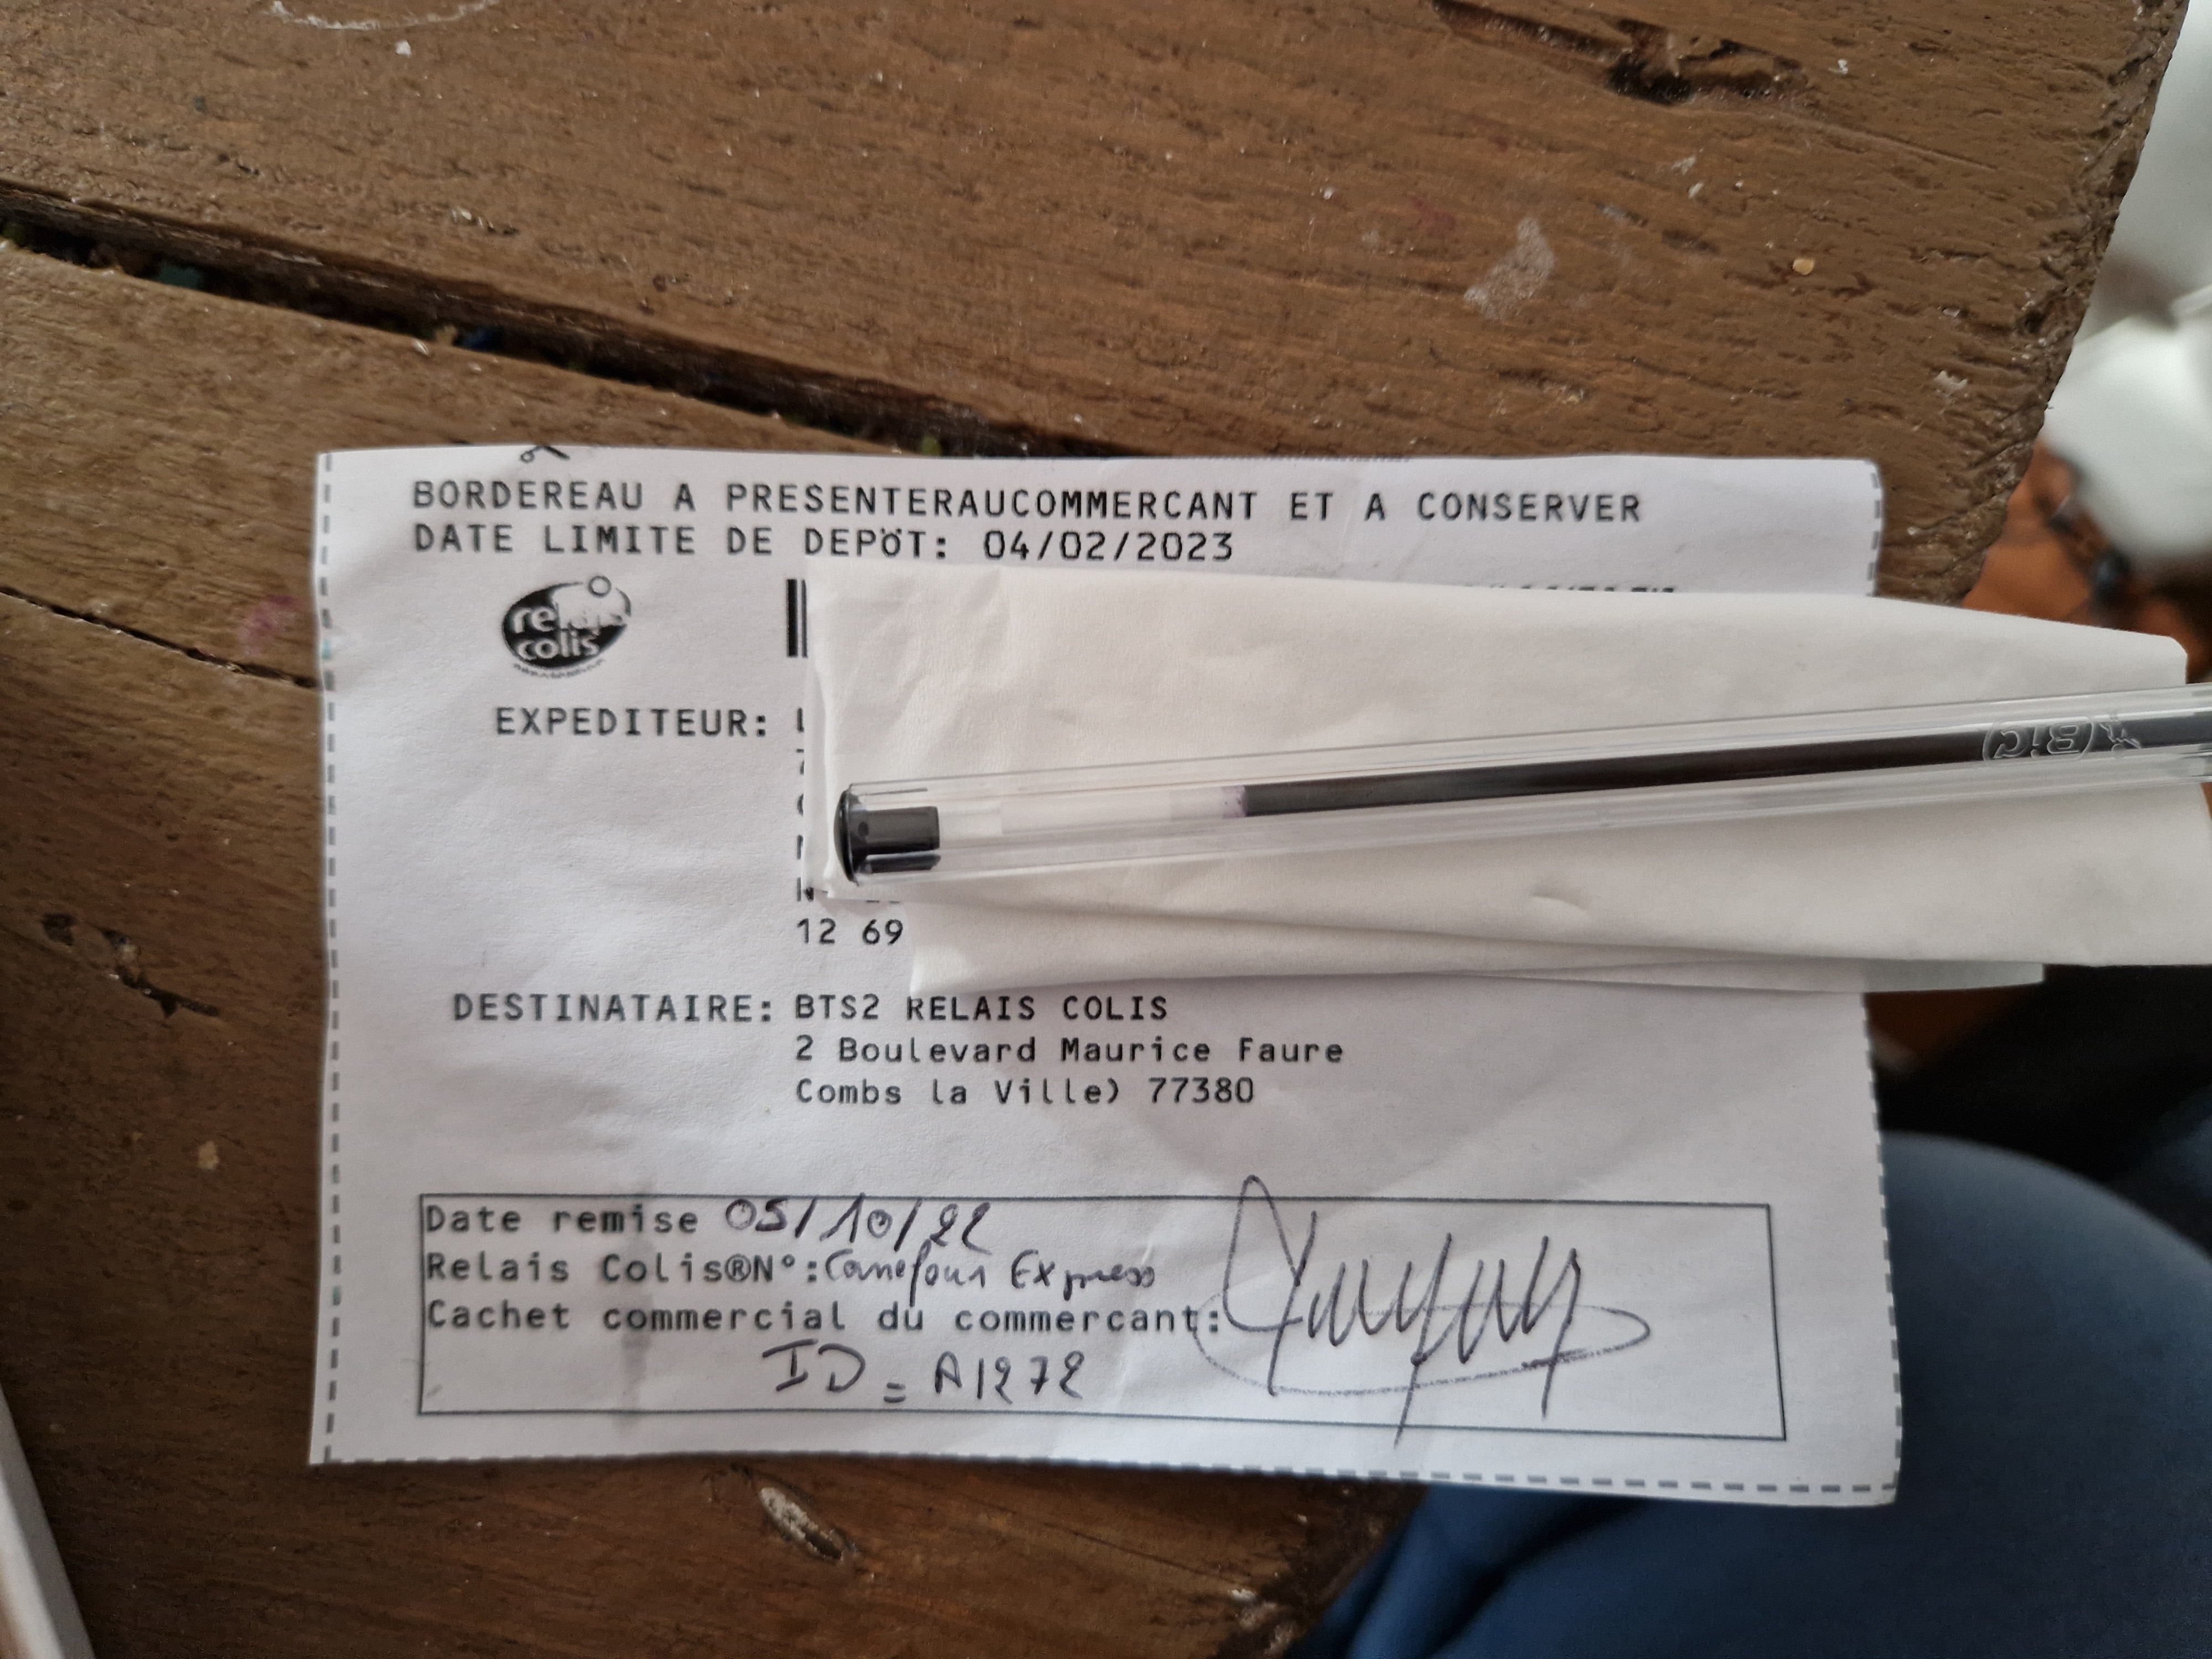 BORDEREAU A PRESENTERAUCOMMERCANT ET A CONSERVER
DATE LIMITE DE DEPÖT: 04/02/2023
relais
colis
EXPEDITEUR:
12 69
DESTINATAIRE: BTS2 RELAIS COLIS
2 Boulevard Maurice Faure
Combs la Ville) 77380
Date remise 05/10/22
Relais Colis®N°:Carrefour Express
Cachet commercial du commercant:
ID = A1272
BiC